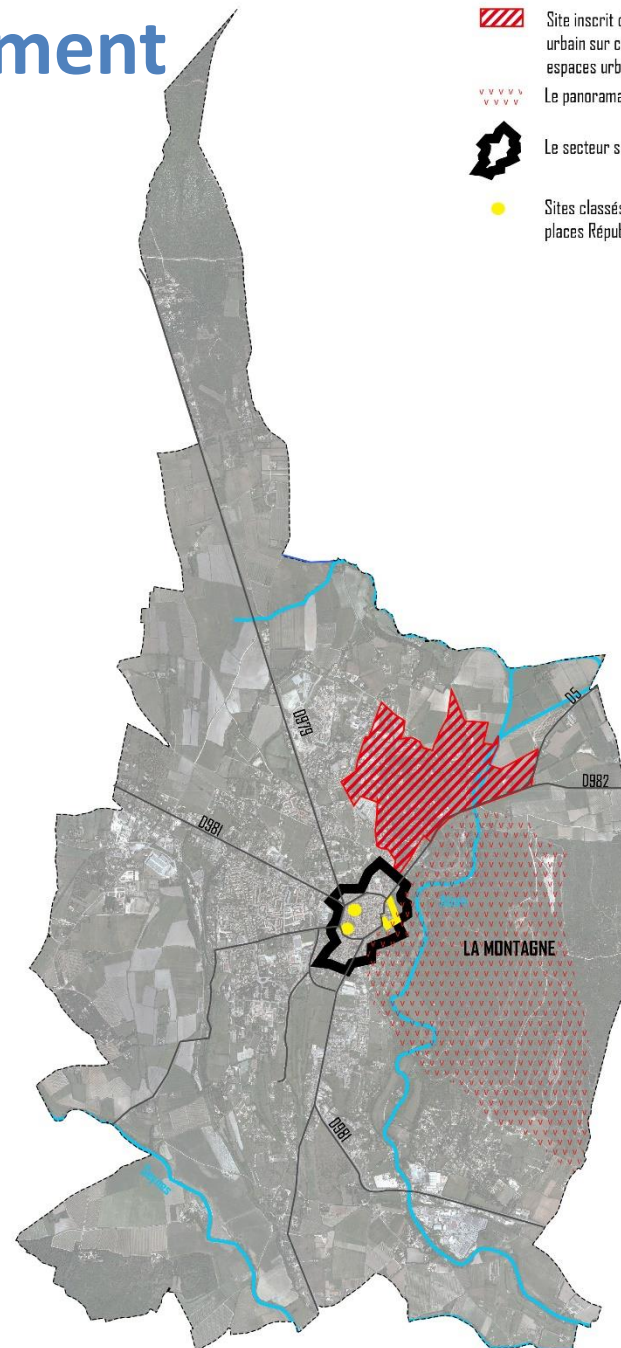 ment
Site inscrit
urbain sur
espaces urb
Le panorama
Le secteur s
Sites classés
places Répub
D979
D5
D982
D981
LA MONTAGNE
D981